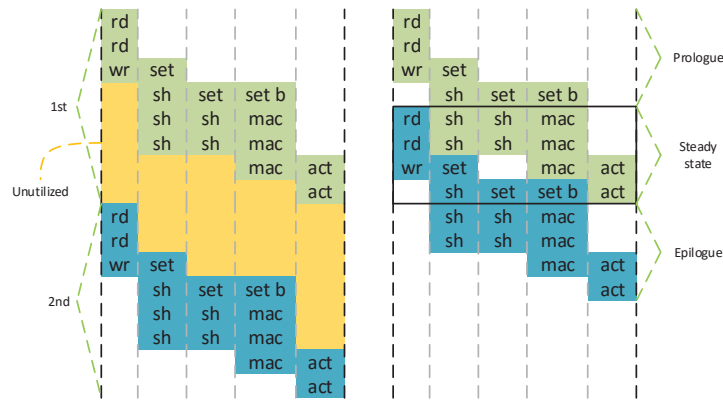 rd
rd
wr set
sh set set b
sh sh mac
sh sh mac
mac act
act
rd
rd
wr set
sh set set b
sh sh mac
sh sh mac
mac act
act
1st
Unutilized
2nd
rd
rd
wr set
sh set set b
rd sh sh mac
rd sh sh mac
wr set mac act
sh set set b act
sh sh mac
sh sh mac
mac act
act
Prologue
Steady
state
Epilogue